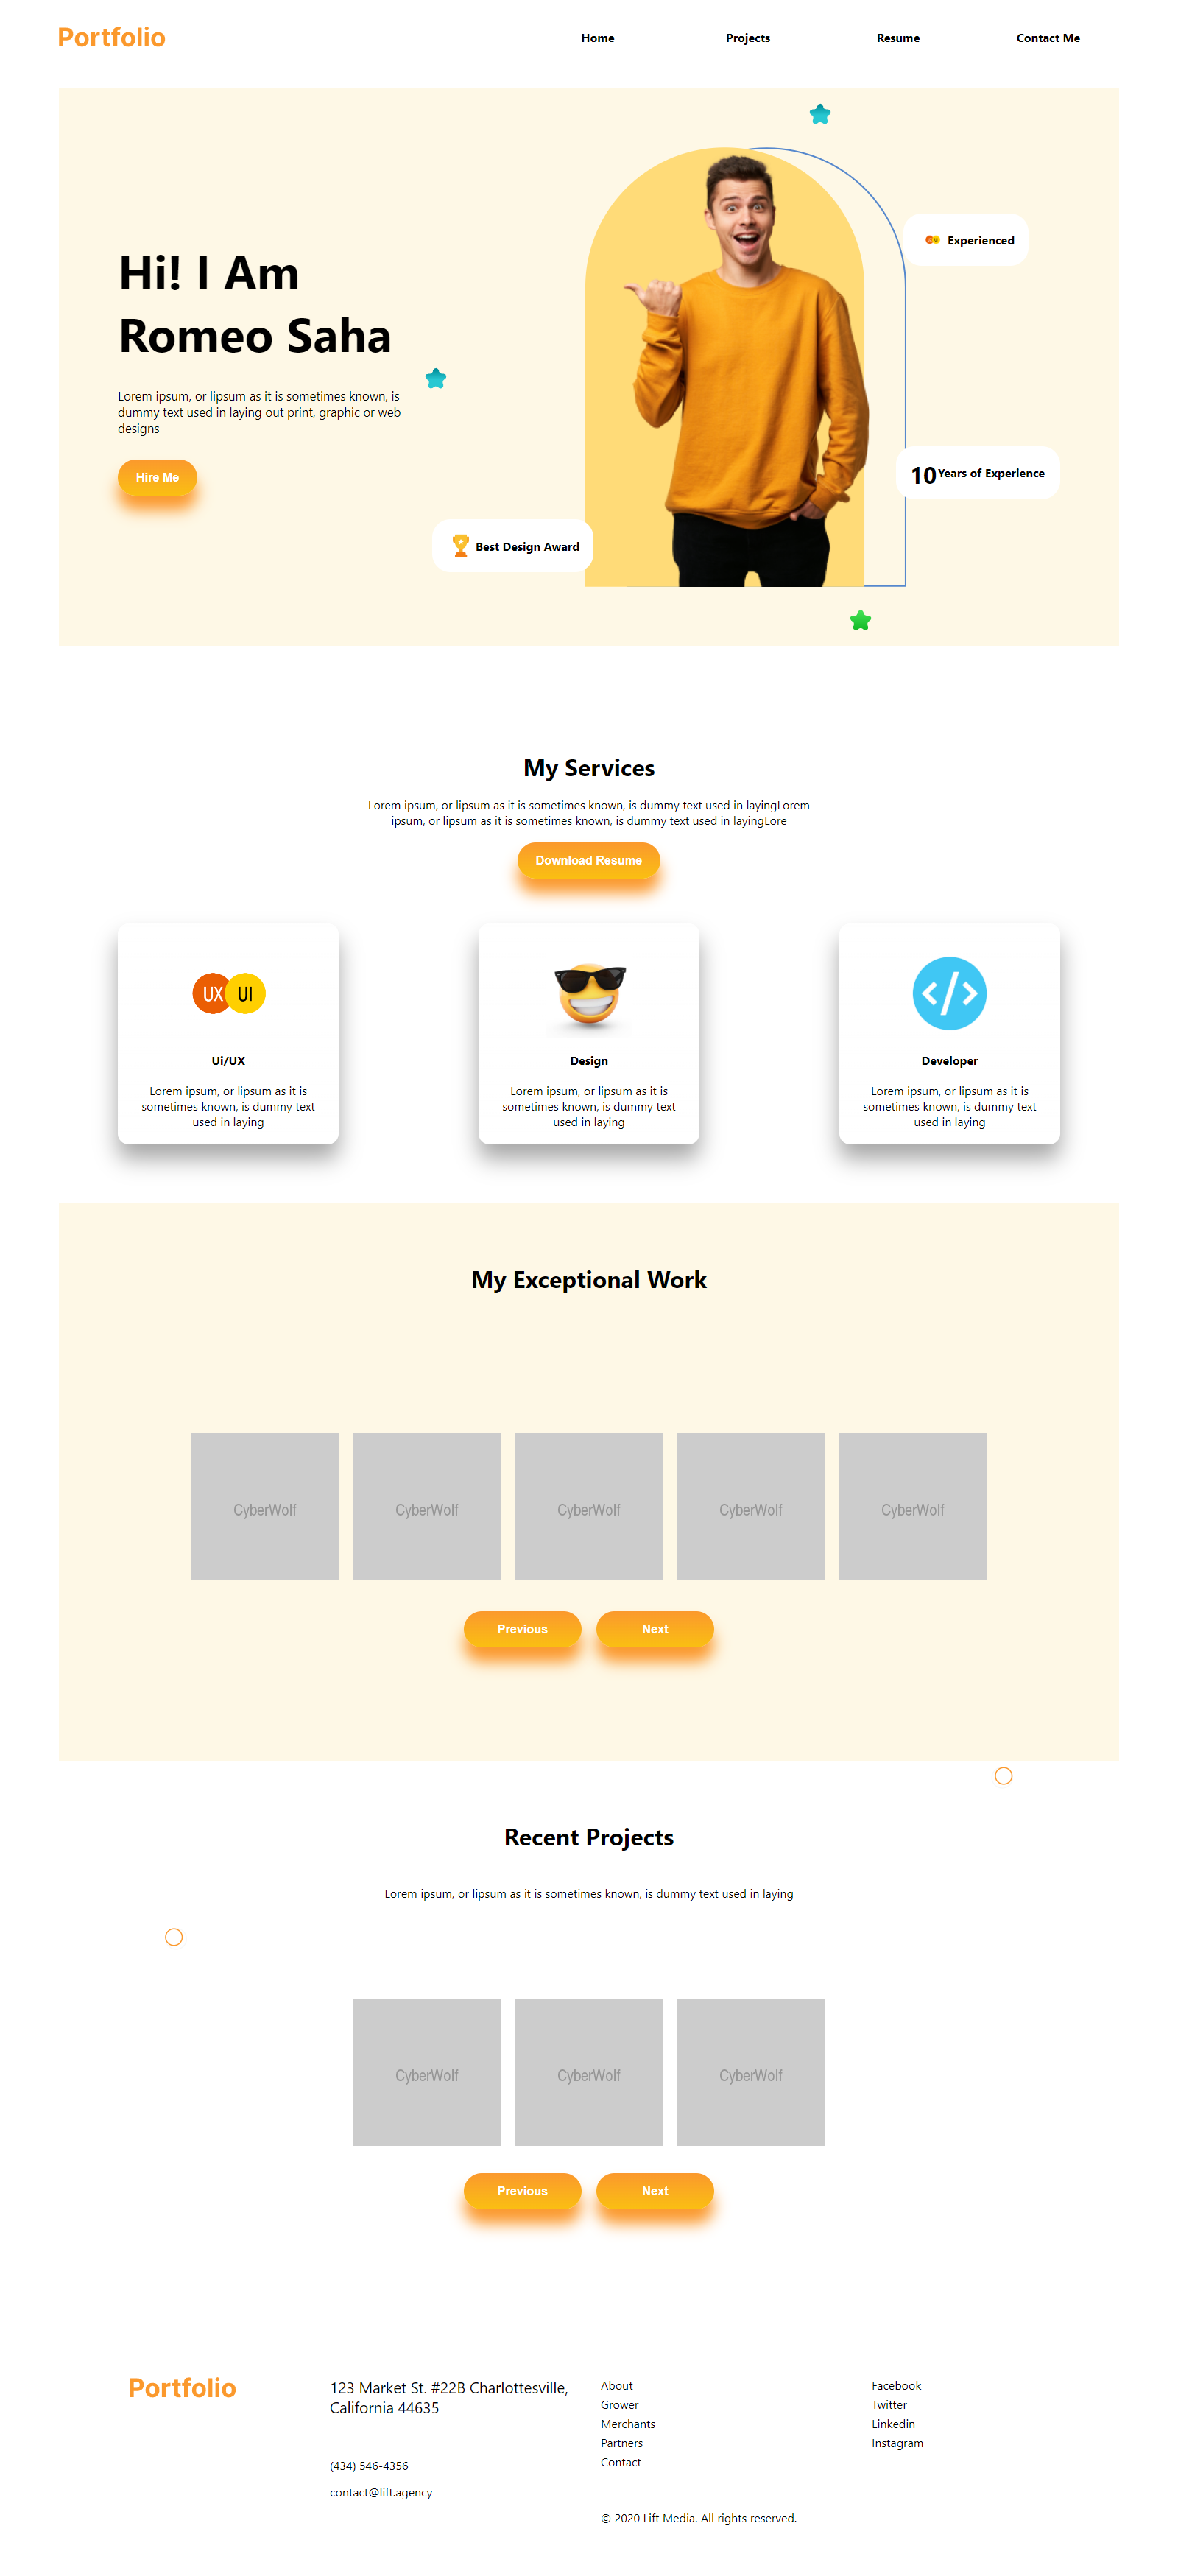 Portfolio
Home
Projects
Resume
Contact Me
Hi! I Am
Romeo Saha
Lorem ipsum, or lipsum as it is sometimes known, is
dummy text used in laying out print, graphic or web
designs
Hire Me
Experienced
10 Years of Experience
Best Design Award
My Services
Lorem ipsum, or lipsum as it is sometimes known, is dummy text used in layingLorem
ipsum, or lipsum as it is sometimes known, is dummy text used in layingLore
Download Resume
UX UI
Ui/UX
Lorem ipsum, or lipsum as it is
sometimes known, is dummy text
used in laying
Design
Lorem ipsum, or lipsum as it is
sometimes known, is dummy text
used in laying
</>
Developer
Lorem ipsum, or lipsum as it is
sometimes known, is dummy text
used in laying
My Exceptional Work
CyberWolf
CyberWolf
CyberWolf
CyberWolf
CyberWolf
Previous
Next
Recent Projects
Lorem ipsum, or lipsum as it is sometimes known, is dummy text used in laying
CyberWolf
CyberWolf
CyberWolf
Previous
Next
Portfolio
123 Market St. #22B Charlottesville,
California 44635
(434) 546-4356
contact@lift.agency
About
Grower
Merchants
Partners
Contact
Facebook
Twitter
Linkedin
Instagram
© 2020 Lift Media. All rights reserved.